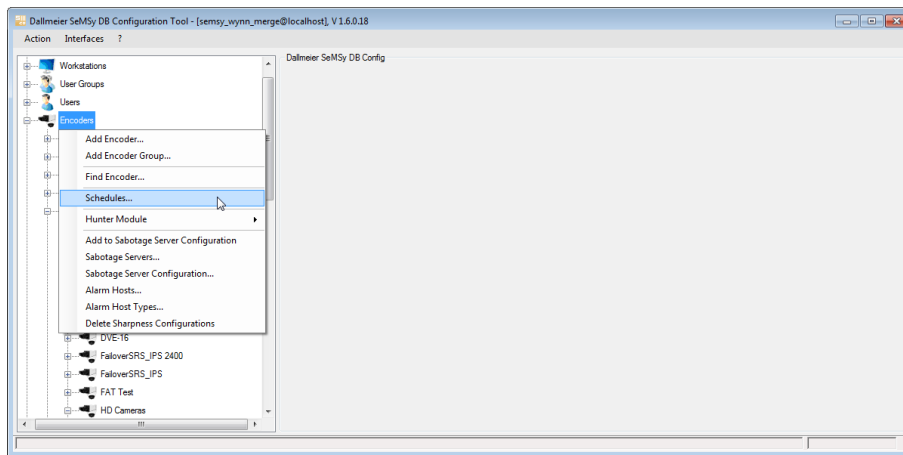 Dallmeier SeMSy DB Configuration Tool - [semsy_wynn_merge@localhost], V 1.6.0.18
Action Interfaces ?
Dallmeier SeMSy DB Config
Workstations
User Groups
Users
Encoders
Add Encoder...
Add Encoder Group...
Find Encoder...
Schedules...
Hunter Module
Add to Sabotage Server Configuration
Sabotage Servers...
Sabotage Server Configuration...
Alarm Hosts...
Alarm Host Types...
Delete Sharpness Configurations
DVE-16
FailoverSRS_IPS 2400
FailoverSRS_IPS
FAT Test
HD Cameras